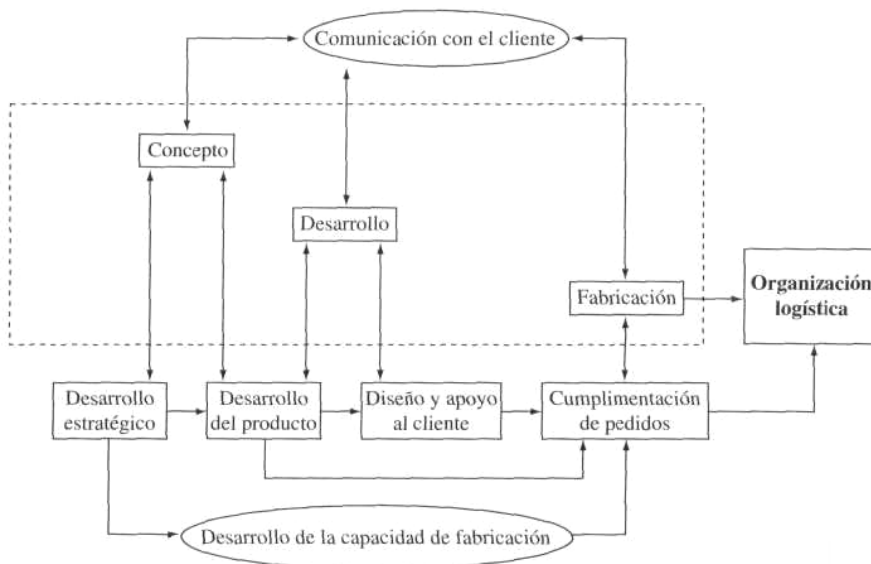 Comunicación con el cliente
Concepto
Desarrollo
Fabricación
Organización
logística
Desarrollo
estratégico
Desarrollo
del producto
Diseño y apoyo
al cliente
Cumplimentación
de pedidos
Desarrollo de la capacidad de fabricación